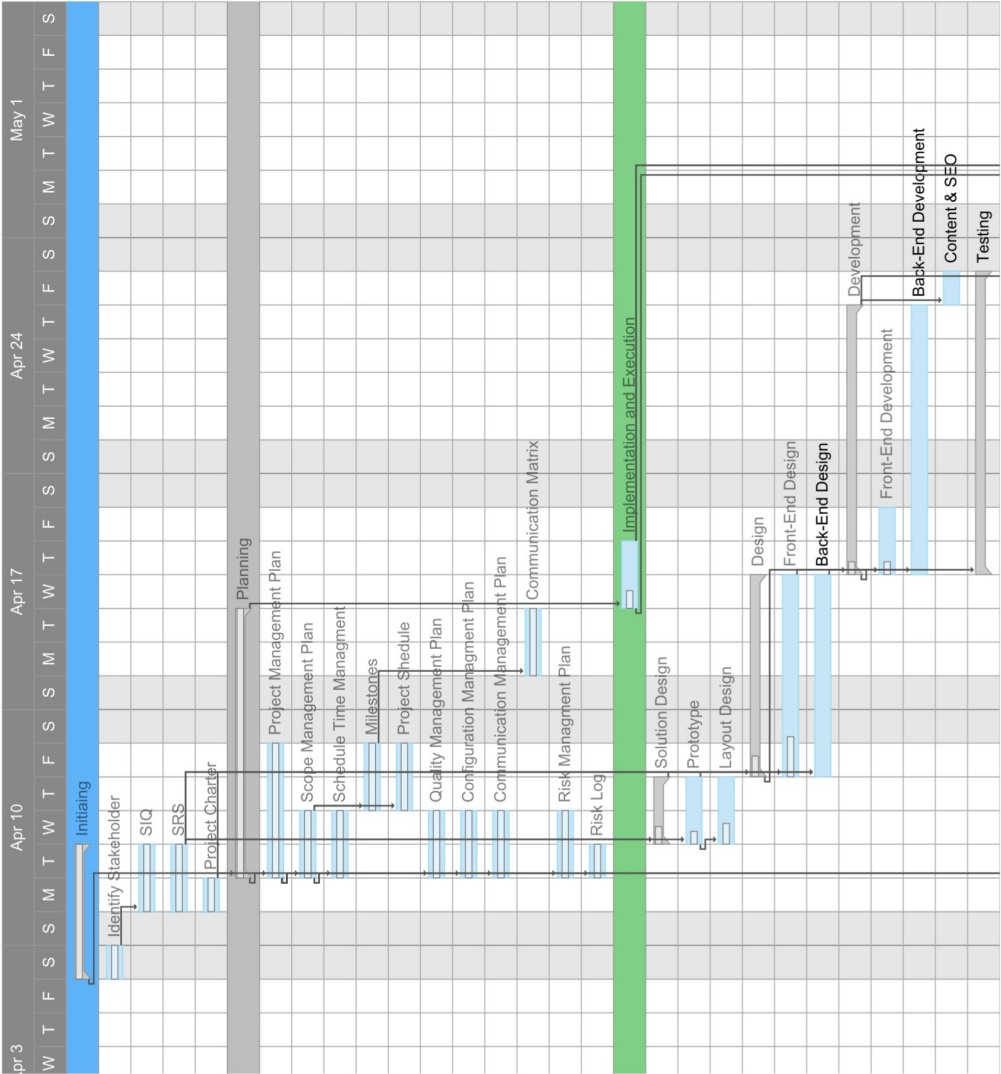 pr 3 Apr 10 Apr 17 Apr 24 May 1
W T F S S M T W T F S S M T W T F S S M T W T F S S M T W T F S
Initiaing
Identify Stakeholder
SIQ
SRS
Project Charter
Planning
Project Management Plan
Scope Management Plan
Schedule Time Managment
Milestones
Project Shedule
Quality Management Plan
Configuration Managment Plan
Communication Management Plan
Communication Matrix
Risk Managment Plan
Risk Log
Implementation and Execution
Solution Design
Prototype
Layout Design
Design
Front-End Design
Back-End Design
Development
Front-End Development
Back-End Development
Content & SEO
Testing